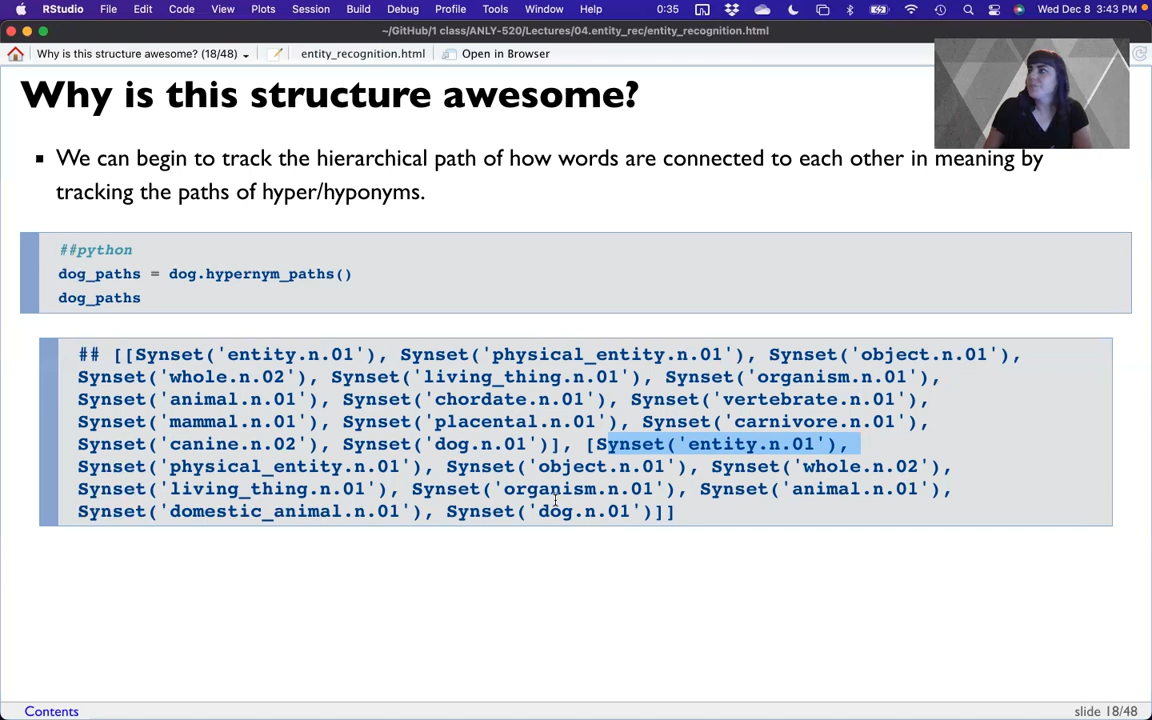 RStudio File Edit Code View Plots Session Build Debug Profile Tools Window Help 0:35 Wed Dec 8 3:43 PM
~/GitHub/1 class/ANLY-520/Lectures/04.entity_rec/entity_recognition.html
Why is this structure awesome? (18/48) entity_recognition.html Open in Browser
Why is this structure awesome?
We can begin to track the hierarchical path of how words are connected to each other in meaning by
tracking the paths of hyper/hyponyms.
##python
dog_paths = dog.hypernym_paths()
dog_paths
## [[Synset('entity.n.01'), Synset('physical_entity.n.01'), Synset('object.n.01'),
Synset('whole.n.02'), Synset('living_thing.n.01'), Synset('organism.n.01'),
Synset('animal.n.01'), Synset('chordate.n.01'), Synset('vertebrate.n.01'),
Synset('mammal.n.01'), Synset('placental.n.01'), Synset('carnivore.n.01'),
Synset('canine.n.02'), Synset('dog.n.01')], [Synset('entity.n.01'),
Synset('physical_entity.n.01'), Synset('object.n.01'), Synset('whole.n.02'),
Synset('living_thing.n.01'), Synset('organism.n.01'), Synset('animal.n.01'),
Synset('domestic_animal.n.01'), Synset('dog.n.01')]]
Contents slide 18/48